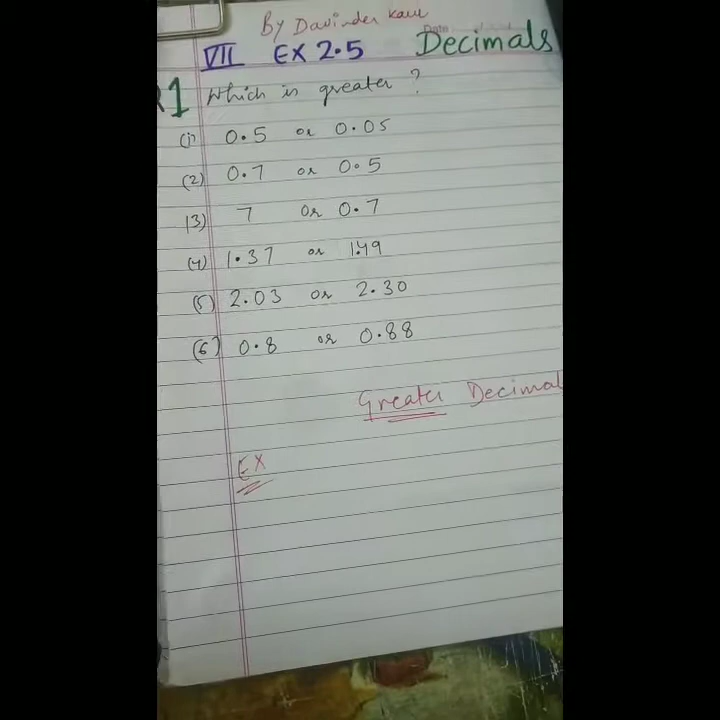 By Davinder Kaur
VII EX 2.5 Decimals
1 Which is greater ?
(1) 0.5 or 0.05
(2) 0.7 or 0.5
(3) 7 or 0.7
(4) 1.37 or 1.49
(5) 2.03 or 2.30
(6) 0.8 or 0.88
Greater Decimal
EX